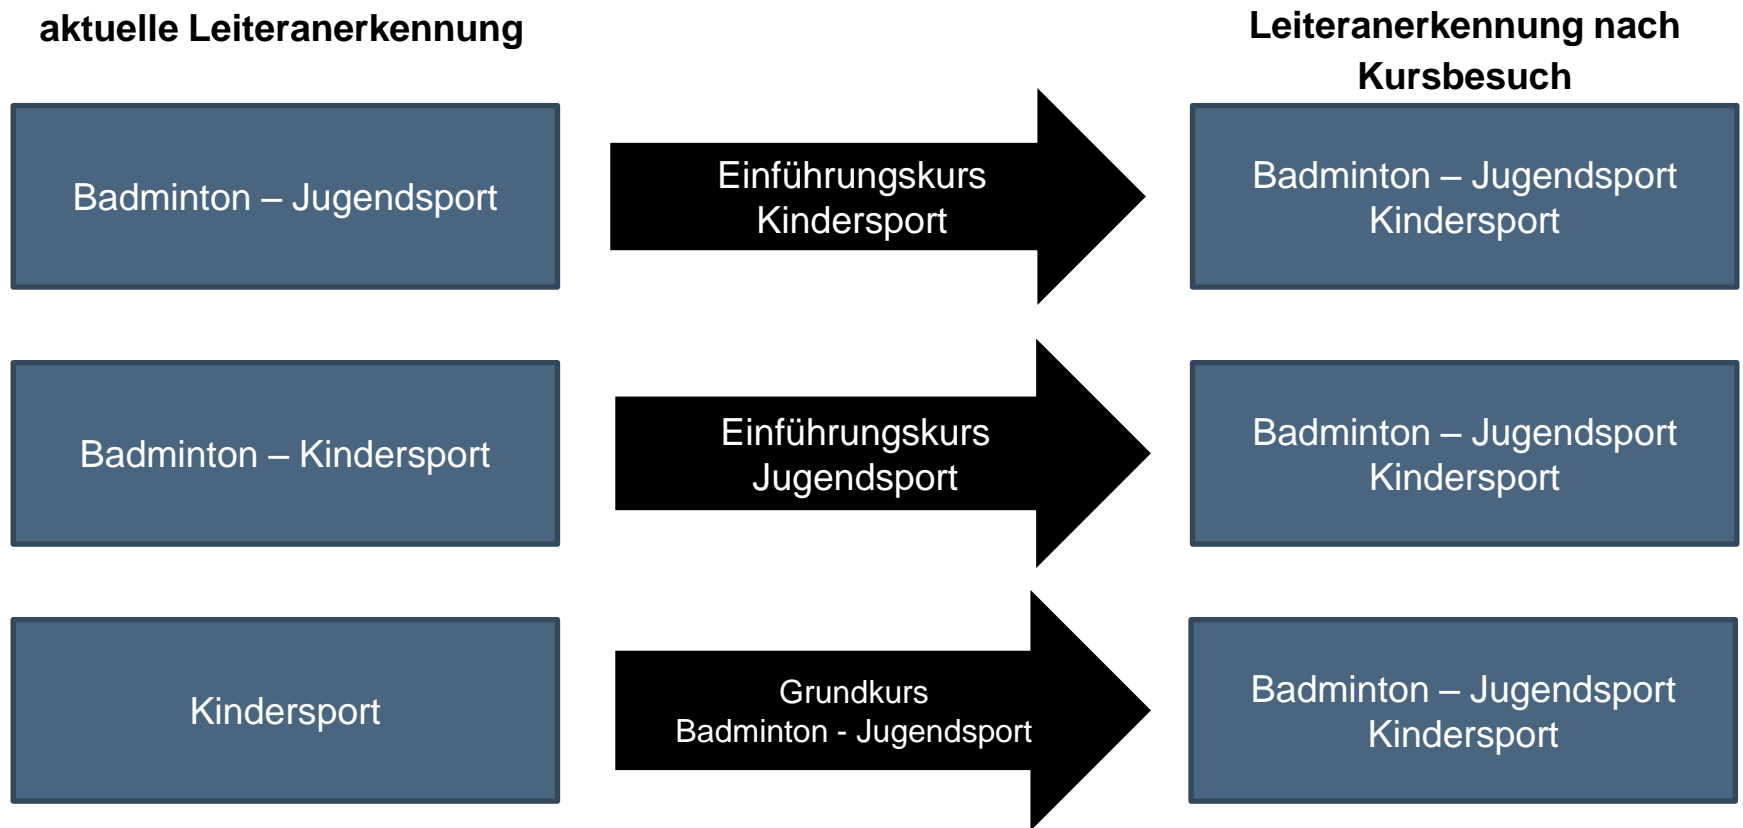 aktuelle Leiteranerkennung
Leiteranerkennung nach
Kursbesuch
Badminton – Jugendsport
Einführungskurs
Kindersport
Badminton – Jugendsport
Kindersport
Badminton – Kindersport
Einführungskurs
Jugendsport
Badminton – Jugendsport
Kindersport
Kindersport
Grundkurs
Badminton - Jugendsport
Badminton – Jugendsport
Kindersport